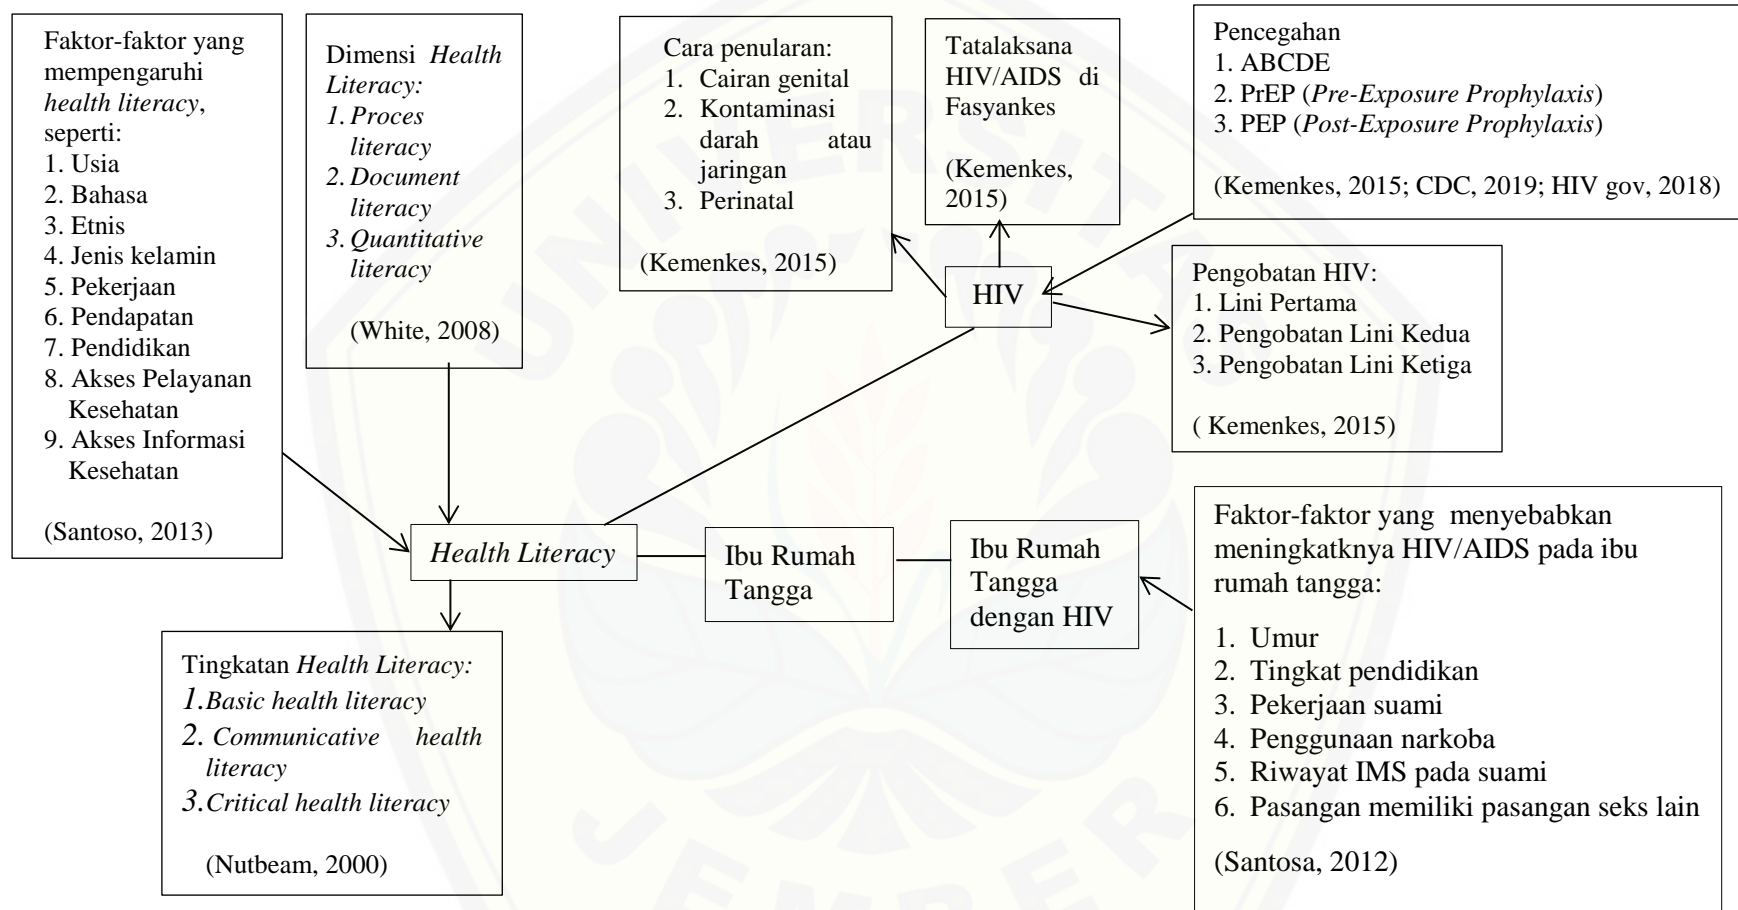 Faktor-faktor yang
mempengaruhi
health literacy,
seperti:
1. Usia
2. Bahasa
3. Etnis
4. Jenis kelamin
5. Pekerjaan
6. Pendapatan
7. Pendidikan
8. Akses Pelayanan
Kesehatan
9. Akses Informasi
Kesehatan
(Santoso, 2013)
Dimensi Health
Literacy:
1. Proces
literacy
2. Document
literacy
3. Quantitative
literacy
(White, 2008)
Cara penularan:
1. Cairan genital
2. Kontaminasi
darah atau
jaringan
3. Perinatal
(Kemenkes, 2015)
Tatalaksana
HIV/AIDS di
Fasyankes
(Kemenkes,
2015)
Pencegahan
1. ABCDE
2. PrEP (Pre-Exposure Prophylaxis)
3. PEP (Post-Exposure Prophylaxis)
(Kemenkes, 2015; CDC, 2019; HIV gov, 2018)
HIV
Pengobatan HIV:
1. Lini Pertama
2. Pengobatan Lini Kedua
3. Pengobatan Lini Ketiga
( Kemenkes, 2015)
Health Literacy
Ibu Rumah
Tangga
Ibu Rumah
Tangga
dengan HIV
Faktor-faktor yang menyebabkan
meningkatknya HIV/AIDS pada ibu
rumah tangga:
1. Umur
2. Tingkat pendidikan
3. Pekerjaan suami
4. Penggunaan narkoba
5. Riwayat IMS pada suami
6. Pasangan memiliki pasangan seks lain
(Santosa, 2012)
Tingkatan Health Literacy:
1.Basic health literacy
2. Communicative health
literacy
3.Critical health literacy
(Nutbeam, 2000)
UNIVERSITAS
JEMBER